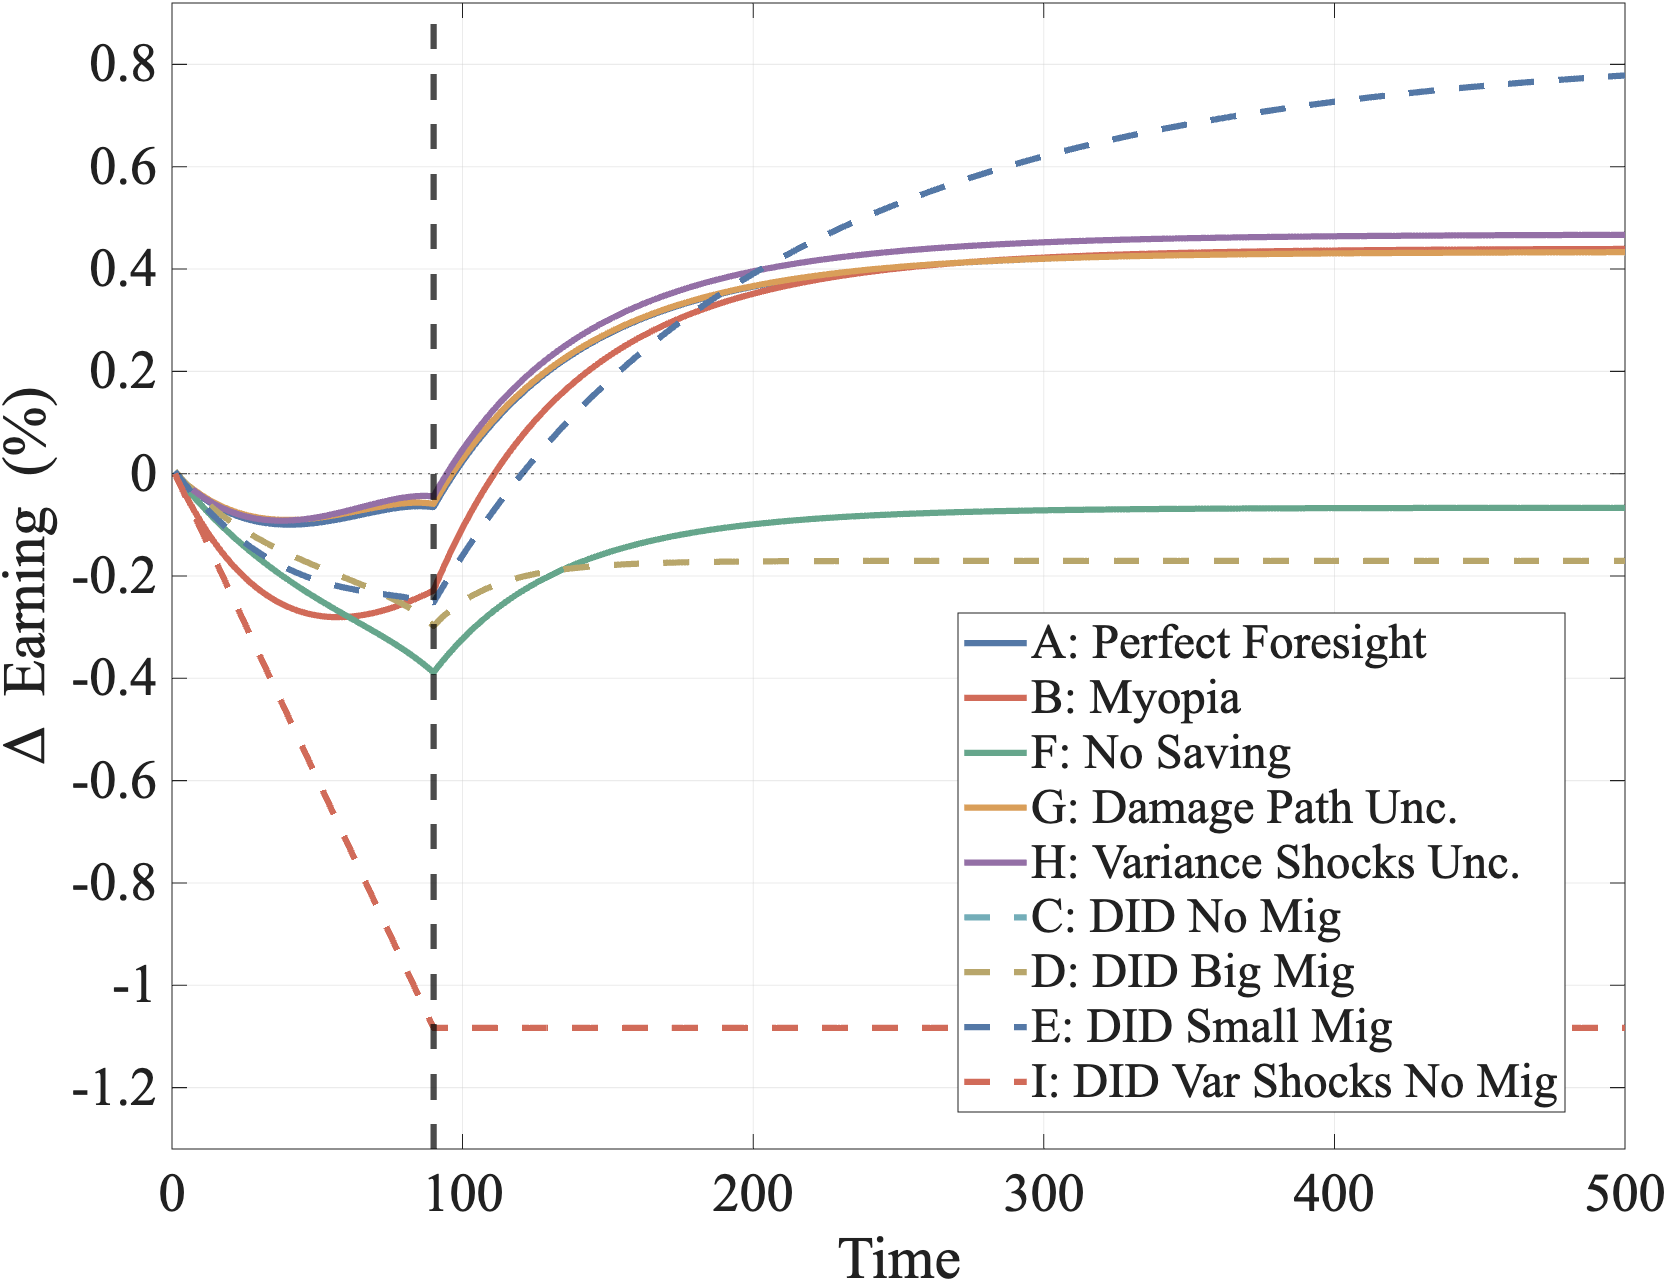 0.8
0.6
0.4
0.2
0
-0.2
-0.4
-0.6
-0.8
-1
-1.2
Δ Earning (%)
A: Perfect Foresight
B: Myopia
F: No Saving
G: Damage Path Unc.
H: Variance Shocks Unc.
C: DID No Mig
D: DID Big Mig
E: DID Small Mig
I: DID Var Shocks No Mig
0 100 200 300 400 500
Time